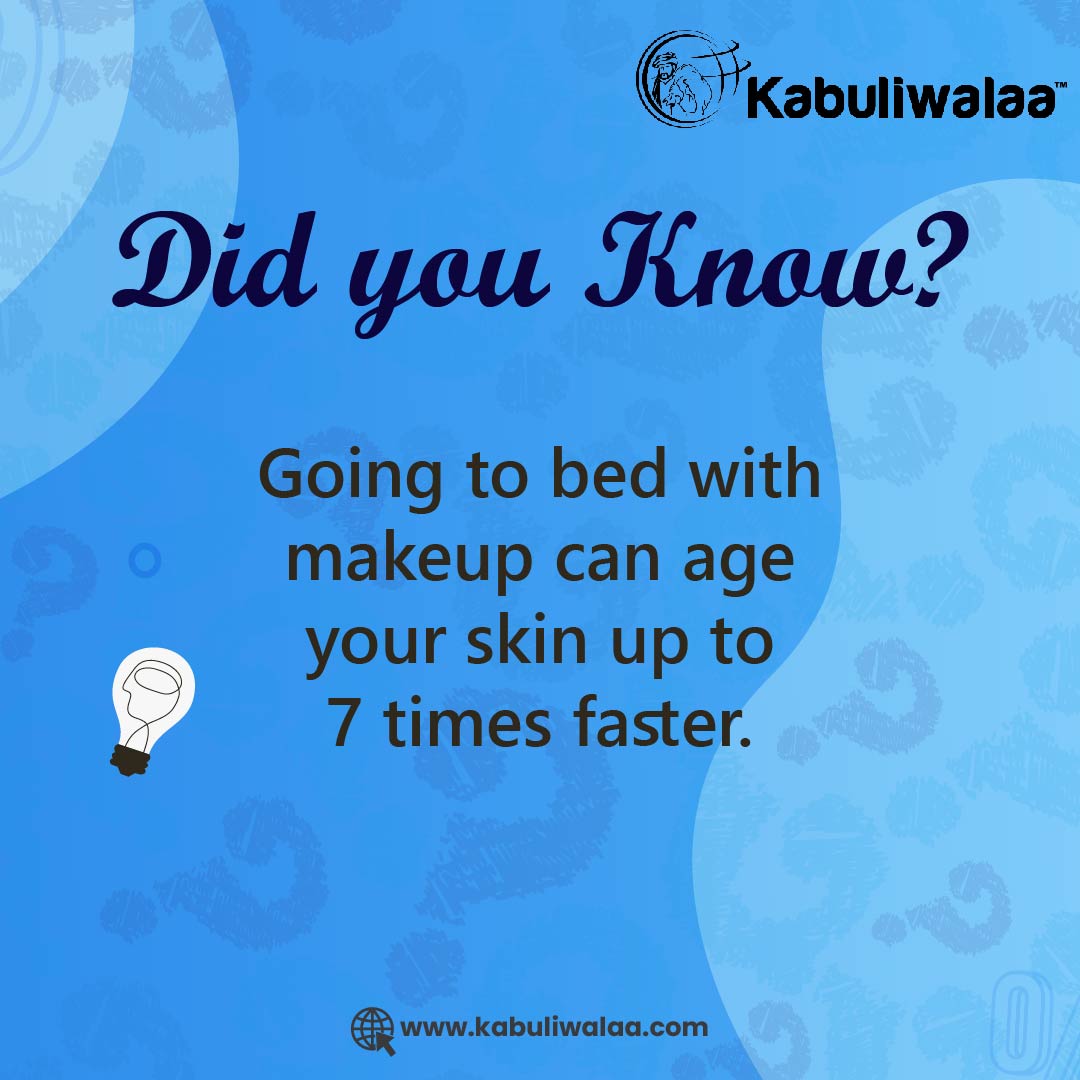 Kabuliwalaa™
Did you Know?
Going to bed with
makeup can age
your skin up to
7 times faster.
www.kabuliwalaa.com